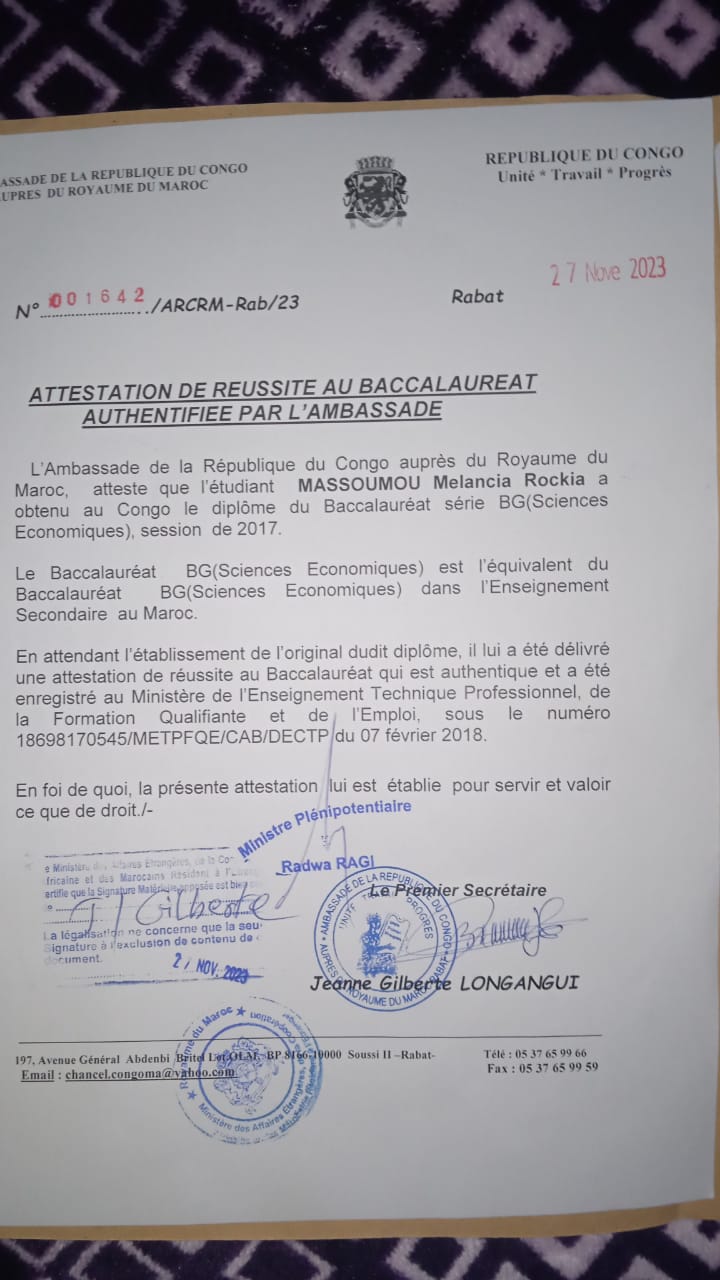 ASSADE DE LA REPUBLIQUE DU CONGO
UPRES DU ROYAUME DU MAROC
REPUBLIQUE DU CONGO
Unité * Travail * Progrès
N° 001642 /ARCRM-Rab/23
Rabat
27 Nove 2023
ATTESTATION DE REUSSITE AU BACCALAUREAT
AUTHENTIFIEE PAR L'AMBASSADE
L'Ambassade de la République du Congo auprès du Royaume du
Maroc, atteste que l'étudiant MASSOUMOU Melancia Rockia a
obtenu au Congo le diplôme du Baccalauréat série BG(Sciences
Economiques), session de 2017.
Le Baccalauréat BG(Sciences Economiques) est l'équivalent du
Baccalauréat BG(Sciences Economiques) dans l'Enseignement
Secondaire au Maroc.
En attendant l'établissement de l'original dudit diplôme, il lui a été délivré
une attestation de réussite au Baccalauréat qui est authentique et a été
enregistré au Ministère de l'Enseignement Technique Professionnel, de
la Formation Qualifiante et de l'Emploi, sous le numéro
18698170545/METPFQE/CAB/DECTP du 07 février 2018.
En foi de quoi, la présente attestation lui est établie pour servir et valoir
ce que de droit./-
Ministre Plénipotentiaire
Radwa RAGI
e Ministère des Affaires Etrangères, de la Co
fricaine et des Marocains Résident à l'
ertifie que la Signature Matérielle apposée est bien
Gilberte
La légalisation ne concerne que la seu
Signature à l'exclusion de contenu de
document.
2 NOV. 2023
AMBASSADE DE LA REPUBLIQUE DU CONGO
AUPRES DU ROYAUME DU MAROC RABAT
UNITE PROGRES
Le Premier Secrétaire
Jeanne Gilberte LONGANGUI
Royaume du Maroc
Ministère des Affaires Etrangères,
197, Avenue Général Abdenbi Britel Lot OLM, BP 8166-10000 Soussi II –Rabat-
Email : chancel.congoma@yahoo.com
Télé : 05 37 65 99 66
Fax : 05 37 65 99 59